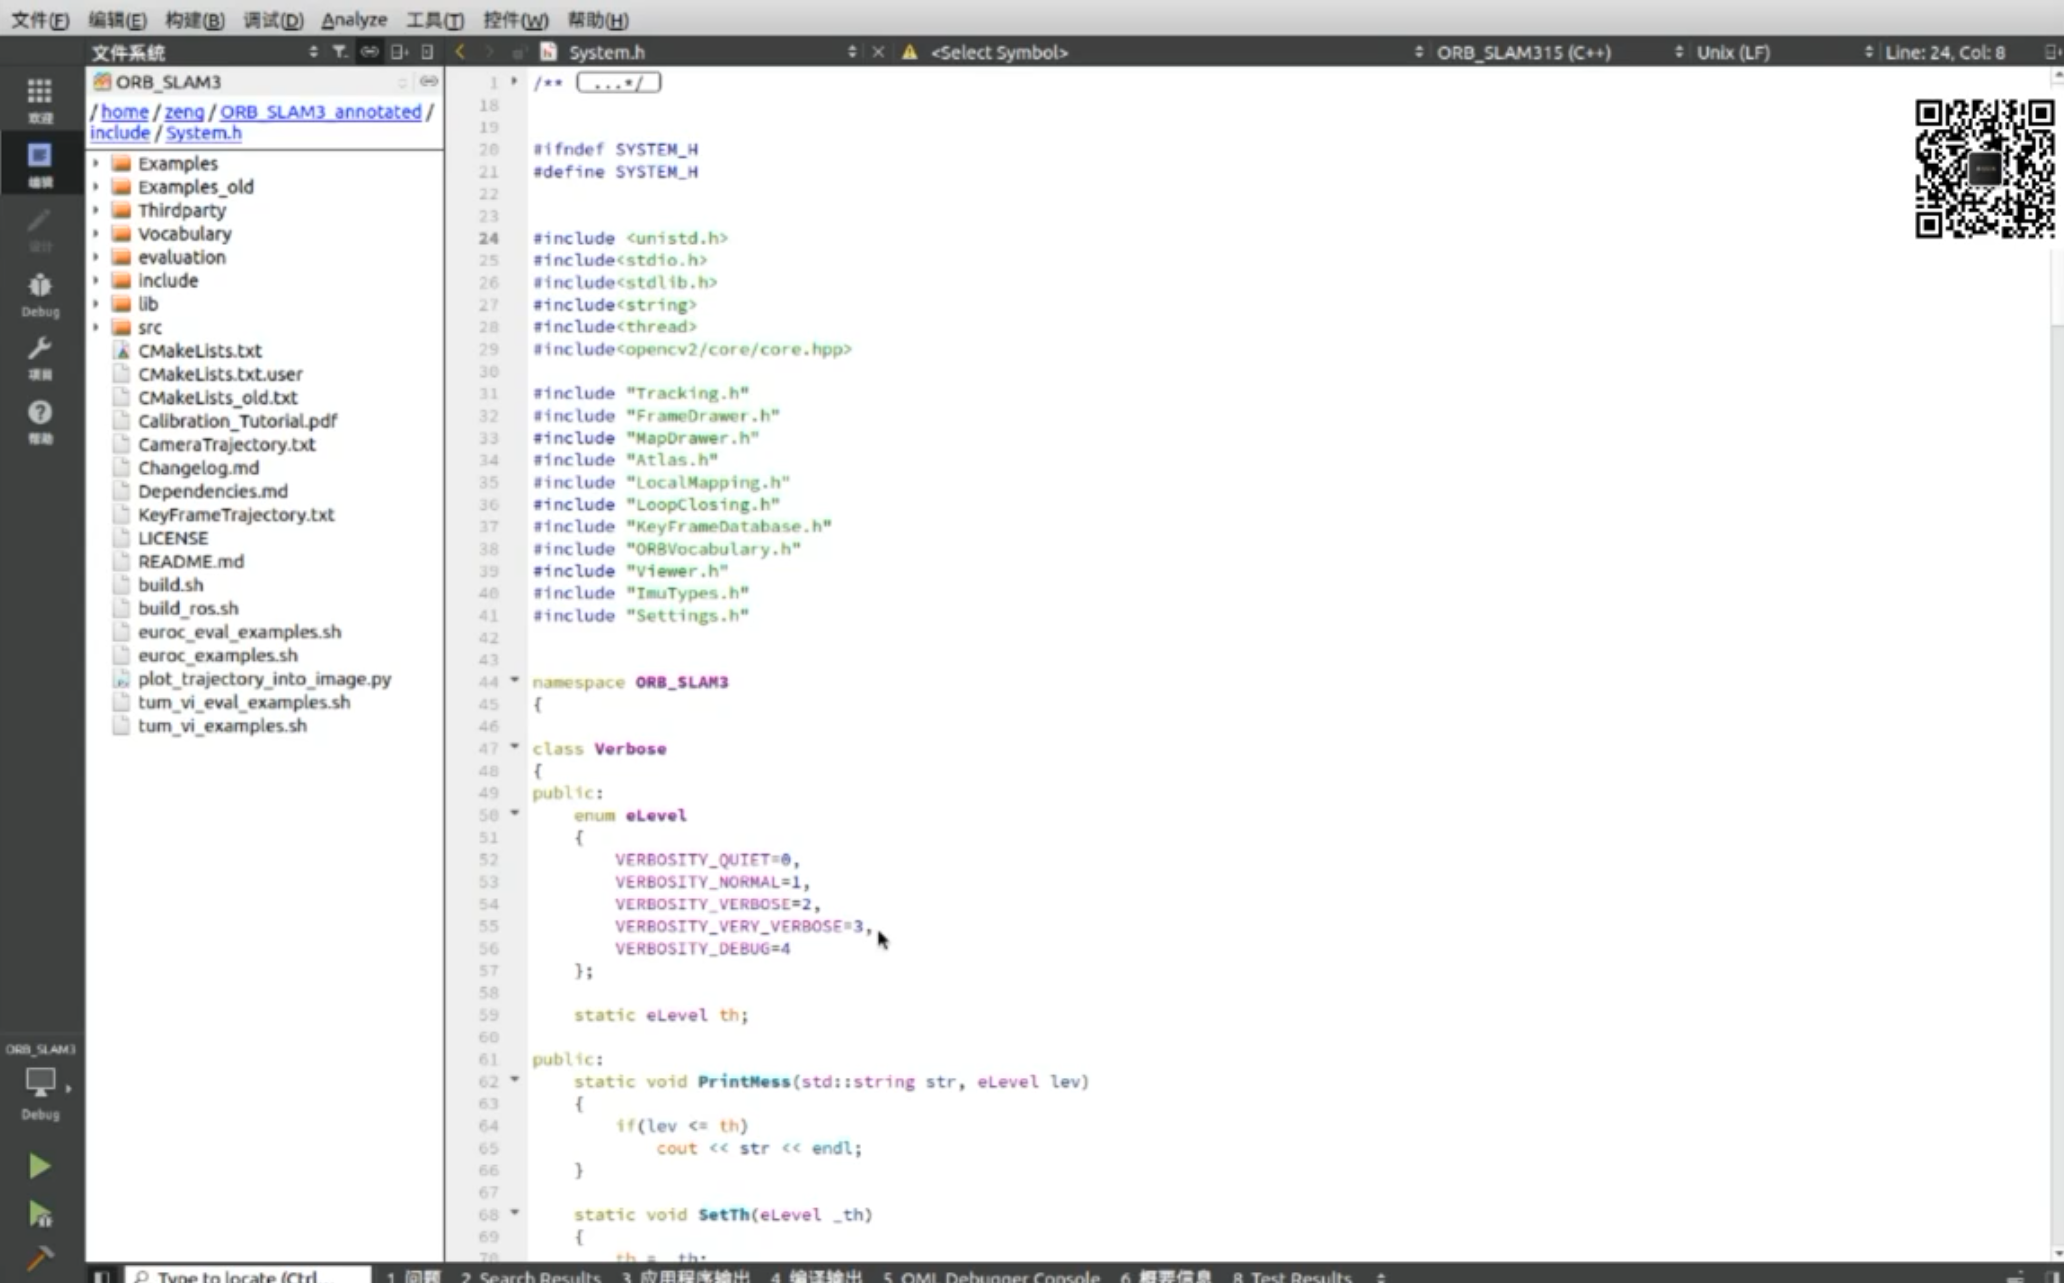 文件(F) 编辑(E) 构建(B) 调试(D) Analyze 工具(T) 控件(W) 帮助(H)
文件系统 System.h <Select Symbol> ORB_SLAM315 (C++) Unix (LF) Line: 24, Col: 8
ORB_SLAM3
/ home / zeng / ORB_SLAM3_annotated /
include / System.h
Examples
Examples_old
Thirdparty
Vocabulary
evaluation
include
lib
src
CMakeLists.txt
CMakeLists.txt.user
CMakeLists_old.txt
Calibration_Tutorial.pdf
CameraTrajectory.txt
Changelog.md
Dependencies.md
KeyFrameTrajectory.txt
LICENSE
README.md
build.sh
build_ros.sh
euroc_eval_examples.sh
euroc_examples.sh
plot_trajectory_into_image.py
tum_vi_eval_examples.sh
tum_vi_examples.sh
欢迎
编辑
设计
Debug
项目
帮助
ORB_SLAM3
Debug
1 /** ...*/
18
19
20 #ifndef SYSTEM_H
21 #define SYSTEM_H
22
23
24 #include <unistd.h>
25 #include<stdio.h>
26 #include<stdlib.h>
27 #include<string>
28 #include<thread>
29 #include<opencv2/core/core.hpp>
30
31 #include "Tracking.h"
32 #include "FrameDrawer.h"
33 #include "MapDrawer.h"
34 #include "Atlas.h"
35 #include "LocalMapping.h"
36 #include "LoopClosing.h"
37 #include "KeyFrameDatabase.h"
38 #include "ORBVocabulary.h"
39 #include "Viewer.h"
40 #include "ImuTypes.h"
41 #include "Settings.h"
42
43
44 namespace ORB_SLAM3
45 {
46
47 class Verbose
48 {
49 public:
50 enum eLevel
51 {
52 VERBOSITY_QUIET=0,
53 VERBOSITY_NORMAL=1,
54 VERBOSITY_VERBOSE=2,
55 VERBOSITY_VERY_VERBOSE=3,
56 VERBOSITY_DEBUG=4
57 };
58
59 static eLevel th;
60
61 public:
62 static void PrintMess(std::string str, eLevel lev)
63 {
64 if(lev <= th)
65 cout << str << endl;
66 }
67
68 static void SetTh(eLevel _th)
69 {
70 th = _th;
Type to locate (Ctrl... 1 问题 2 Search Results 3 应用程序输出 4 编译输出 5 QML Debugger Console 6 概要信息 8 Test Results